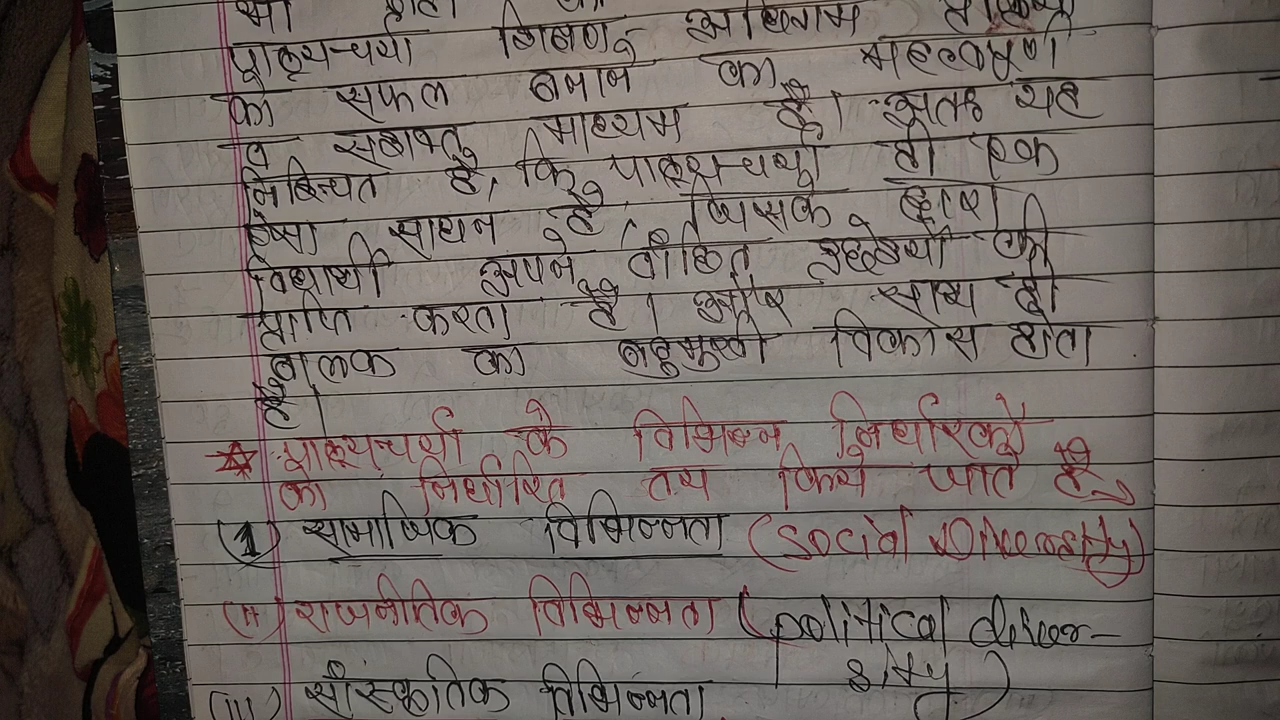 पाठ्यचर्या शिक्षण अधिगम
को सफल बनाने का महत्वपूर्ण
व सशक्त माध्यम है। अतः यह
निश्चित है, कि पाठ्यचर्या ही एक
ऐसा साधन है, जिसके द्वारा
विद्यार्थी अपने वांछित उद्देश्यों की
प्राप्ति करता है। और साथ ही
बालक का बहुमुखी विकास होता
है।
☆ पाठ्यचर्या के विभिन्न निर्धारकों
का निर्धारित तय किये जाते है,
(1) सामाजिक विभिन्नता (Social Diversity)
(ii) राजनीतिक विभिन्नता (political diver-
sity)
(iii) साँस्कृतिक विभिन्नता